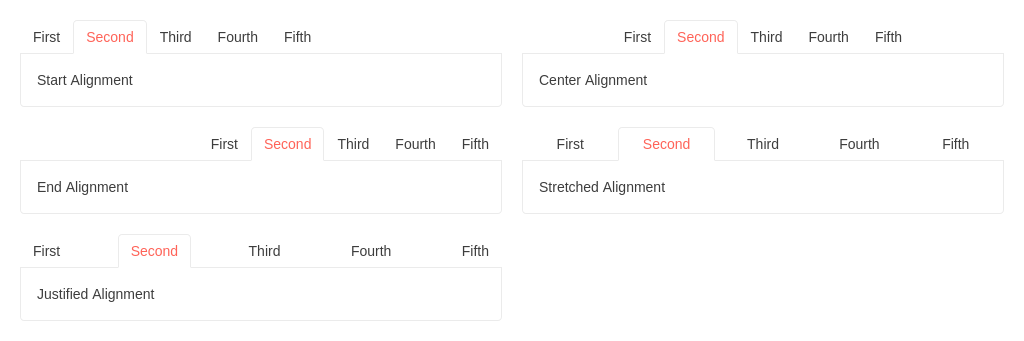 First Second Third Fourth Fifth
Start Alignment
First Second Third Fourth Fifth
Center Alignment
First Second Third Fourth Fifth
End Alignment
First Second Third Fourth Fifth
Stretched Alignment
First Second Third Fourth Fifth
Justified Alignment